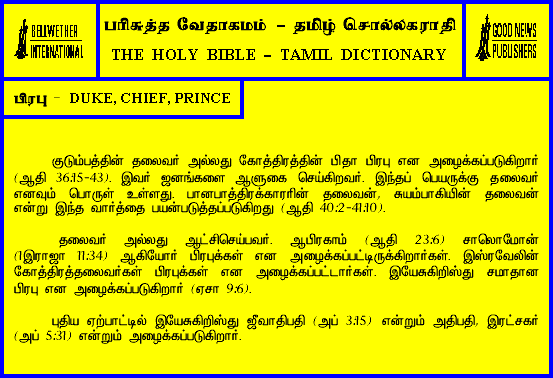 BELLWETHER
INTERNATIONAL
பரிசுத்த வேதாகமம் - தமிழ் சொல்லகராதி
THE HOLY BIBLE - TAMIL DICTIONARY
GOOD NEWS
PUBLISHERS
பிரபு - DUKE, CHIEF, PRINCE
குடும்பத்தின் தலைவர் அல்லது கோத்திரத்தின் பிதா பிரபு என அழைக்கப்படுகிறார்
(ஆதி 36:15-43). இவர் ஜனங்களை ஆளுகை செய்கிறவர். இந்தப் பெயருக்கு தலைவர்
எனவும் பொருள் உள்ளது. பானபாத்திரக்காரரின் தலைவன், சுயம்பாகியின் தலைவன்
என்று இந்த வார்த்தை பயன்படுத்தப்படுகிறது (ஆதி 40:2-41:10).
தலைவர் அல்லது ஆட்சிசெய்பவர். ஆபிரகாம் (ஆதி 23:6) சாலொமோன்
(1இராஜா 11:34) ஆகியோர் பிரபுக்கள் என அழைக்கப்பட்டிருக்கிறார்கள். இஸ்ரவேலின்
கோத்திரத்தலைவர்கள் பிரபுக்கள் என அழைக்கப்பட்டார்கள். இயேசுகிறிஸ்து சமாதான
பிரபு என அழைக்கப்படுகிறார் (ஏசா 9:6).
புதிய ஏற்பாட்டில் இயேசுகிறிஸ்து ஜீவாதிபதி (அப் 3:15) என்றும் அதிபதி, இரட்சகர்
(அப் 5:31) என்றும் அழைக்கப்படுகிறார்.